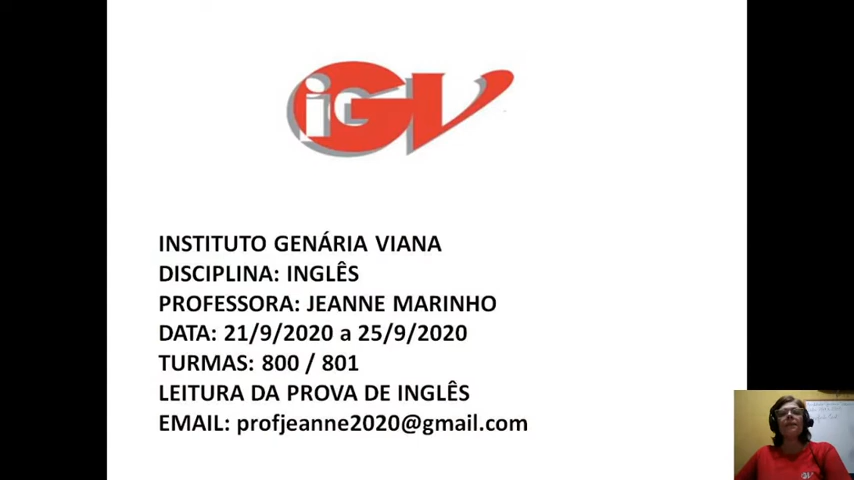 iGV
INSTITUTO GENÁRIA VIANA
DISCIPLINA: INGLÊS
PROFESSORA: JEANNE MARINHO
DATA: 21/9/2020 a 25/9/2020
TURMAS: 800 / 801
LEITURA DA PROVA DE INGLÊS
EMAIL: profjeanne2020@gmail.com